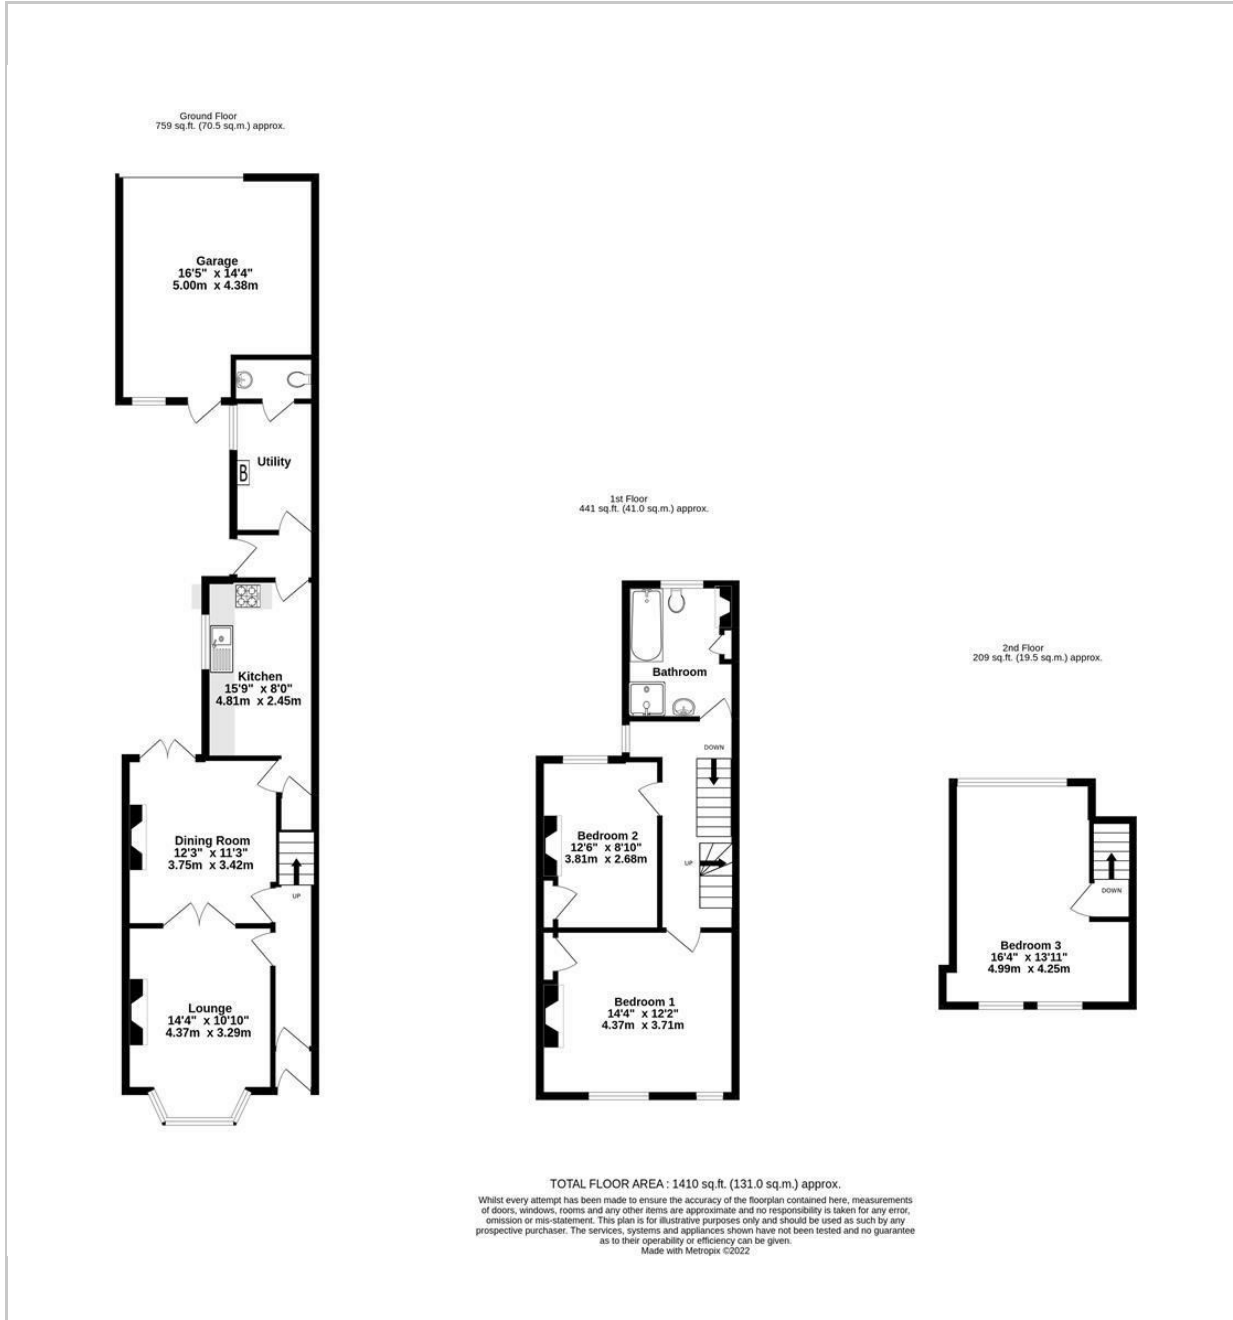 Ground Floor
759 sq.ft. (70.5 sq.m.) approx.
Garage
16'5" x 14'4"
5.00m x 4.38m
Utility
B
Kitchen
15'9" x 8'0"
4.81m x 2.45m
Dining Room
12'3" x 11'3"
3.75m x 3.42m
UP
Lounge
14'4" x 10'10"
4.37m x 3.29m
1st Floor
441 sq.ft. (41.0 sq.m.) approx.
Bathroom
DOWN
Bedroom 2
12'6" x 8'10"
3.81m x 2.68m
UP
Bedroom 1
14'4" x 12'2"
4.37m x 3.71m
2nd Floor
209 sq.ft. (19.5 sq.m.) approx.
DOWN
Bedroom 3
16'4" x 13'11"
4.99m x 4.25m
TOTAL FLOOR AREA : 1410 sq.ft. (131.0 sq.m.) approx.
Whilst every attempt has been made to ensure the accuracy of the floorplan contained here, measurements
of doors, windows, rooms and any other items are approximate and no responsibility is taken for any error,
omission or mis-statement. This plan is for illustrative purposes only and should be used as such by any
prospective purchaser. The services, systems and appliances shown have not been tested and no guarantee
as to their operability or efficiency can be given.
Made with Metropix ©2022